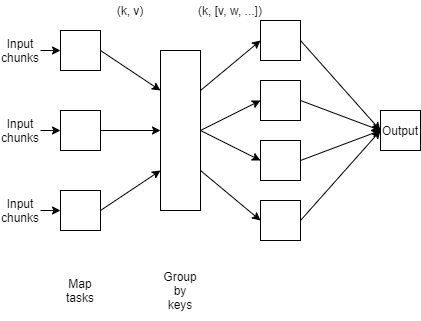 (k, v)
(k, [v, w, ...])
Input
chunks
Input
chunks
Input
chunks
Output
Map
tasks
Group
by
keys